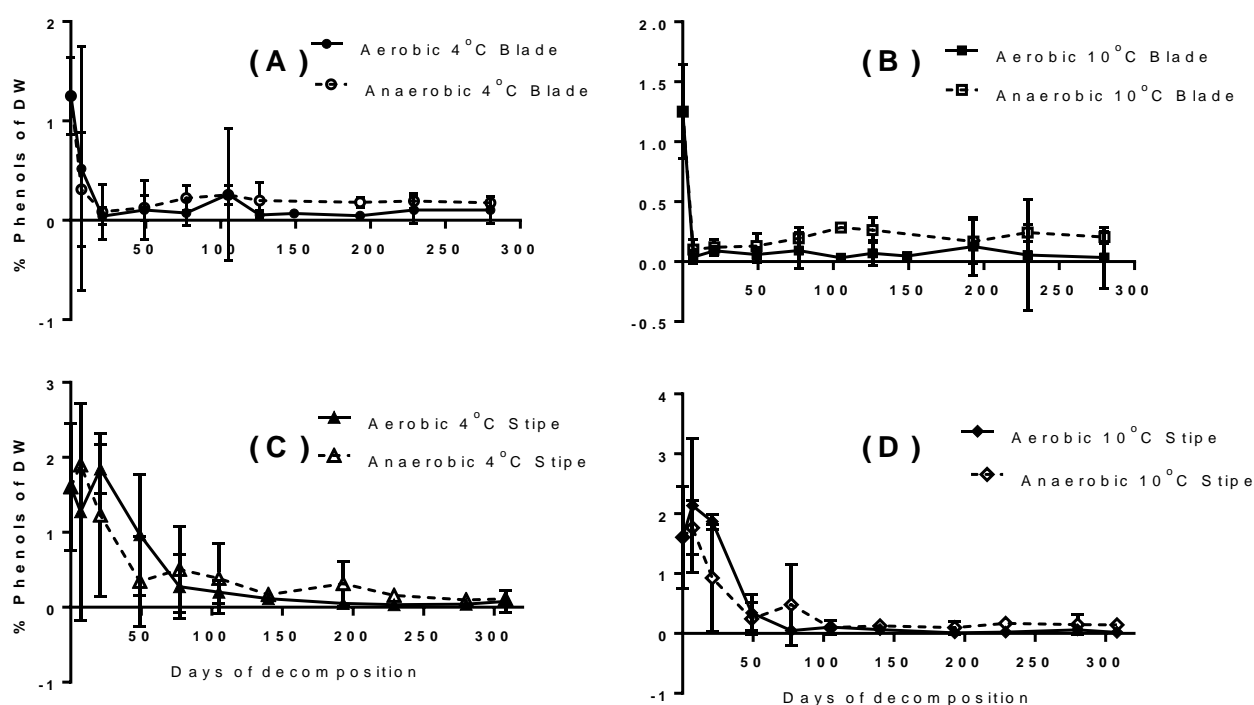 2
(A)
Aerobic 4°C Blade
Anaerobic 4°C Blade
1
0
-1
% Phenols of DW
50 100 150 200 250 300
2.0
(B)
Aerobic 10°C Blade
Anaerobic 10°C Blade
1.5
1.0
0.5
0.0
-0.5
50 100 150 200 250 300
3
(C)
Aerobic 4°C Stipe
Anaerobic 4°C Stipe
2
1
0
-1
% Phenols of DW
50 100 150 200 250 300
Days of decomposition
4
(D)
Aerobic 10°C Stipe
Anaerobic 10°C Stipe
3
2
1
0
-1
50 100 150 200 250 300
Days of decomposition